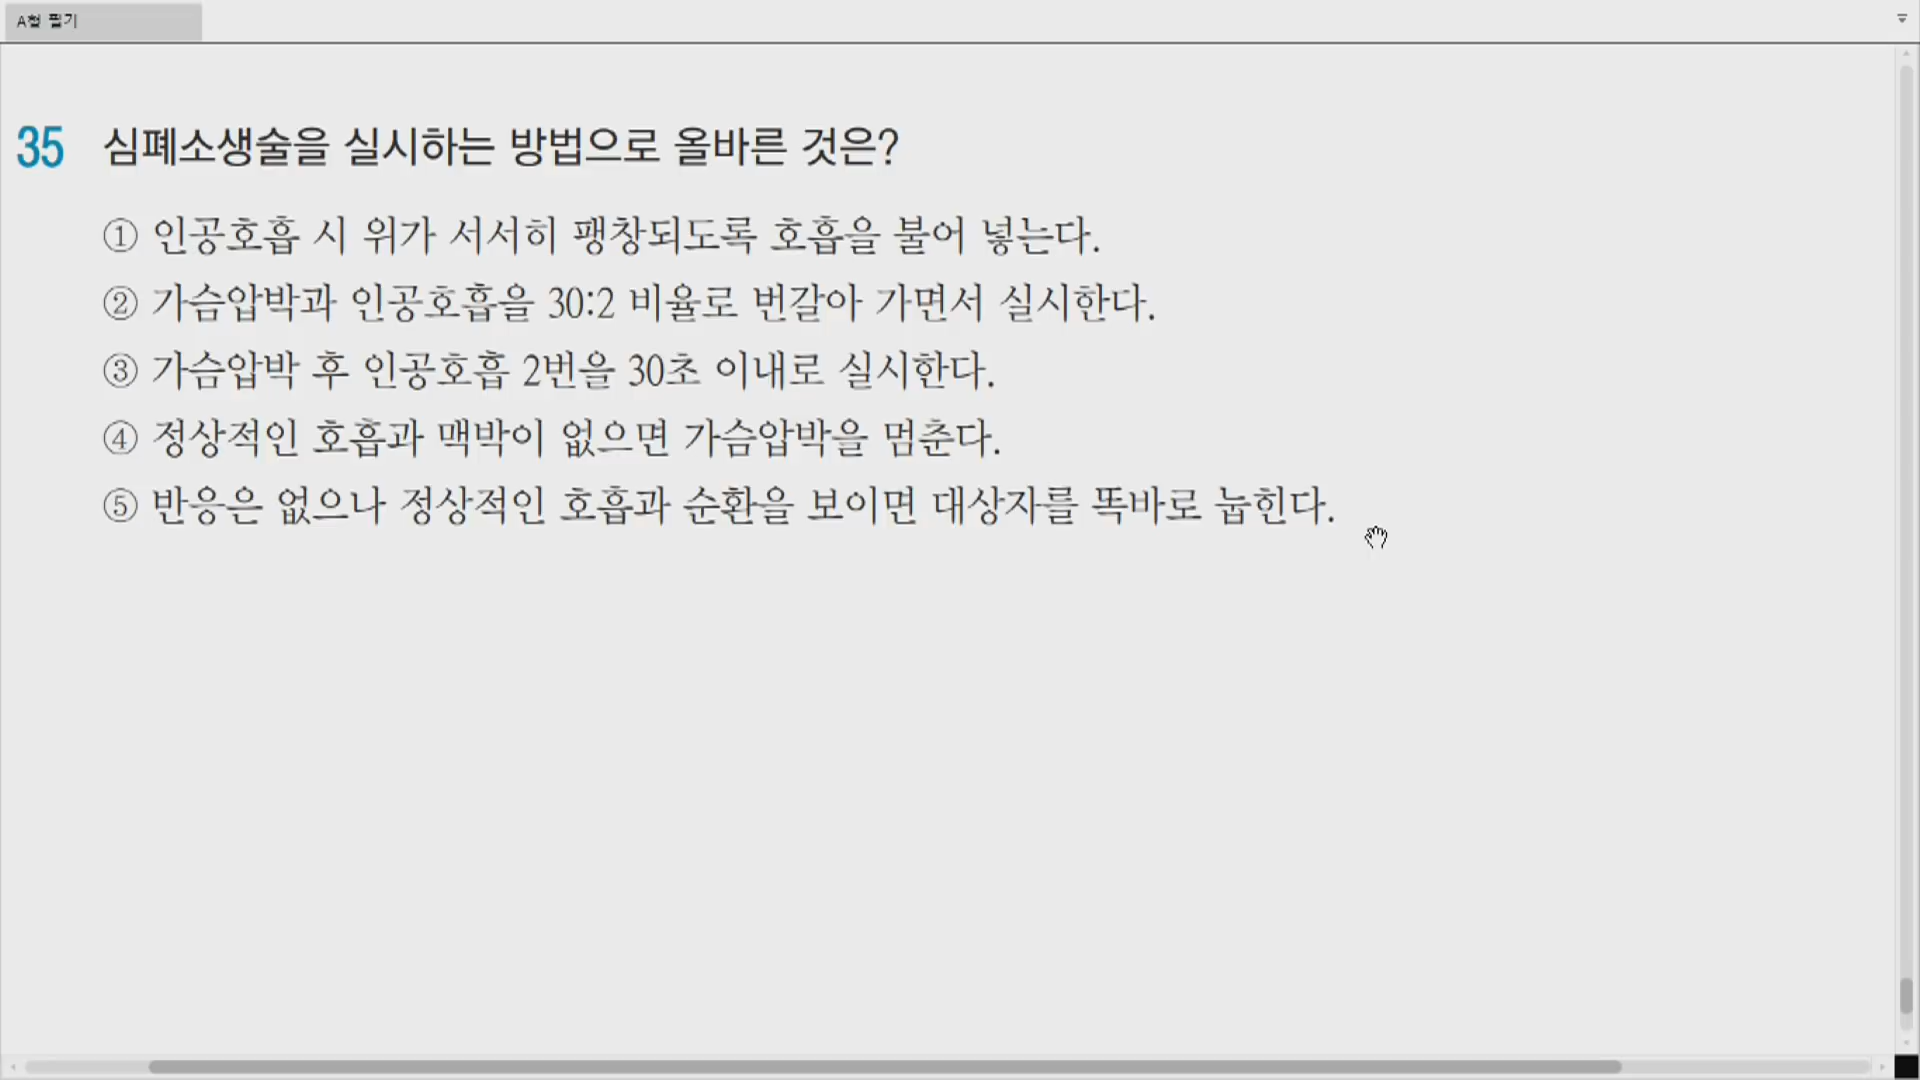 A형 필기
35 심폐소생술을 실시하는 방법으로 올바른 것은?
① 인공호흡 시 위가 서서히 팽창되도록 호흡을 불어 넣는다.
② 가슴압박과 인공호흡을 30:2 비율로 번갈아 가면서 실시한다.
③ 가슴압박 후 인공호흡 2번을 30초 이내로 실시한다.
④ 정상적인 호흡과 맥박이 없으면 가슴압박을 멈춘다.
⑤ 반응은 없으나 정상적인 호흡과 순환을 보이면 대상자를 똑바로 눕힌다.